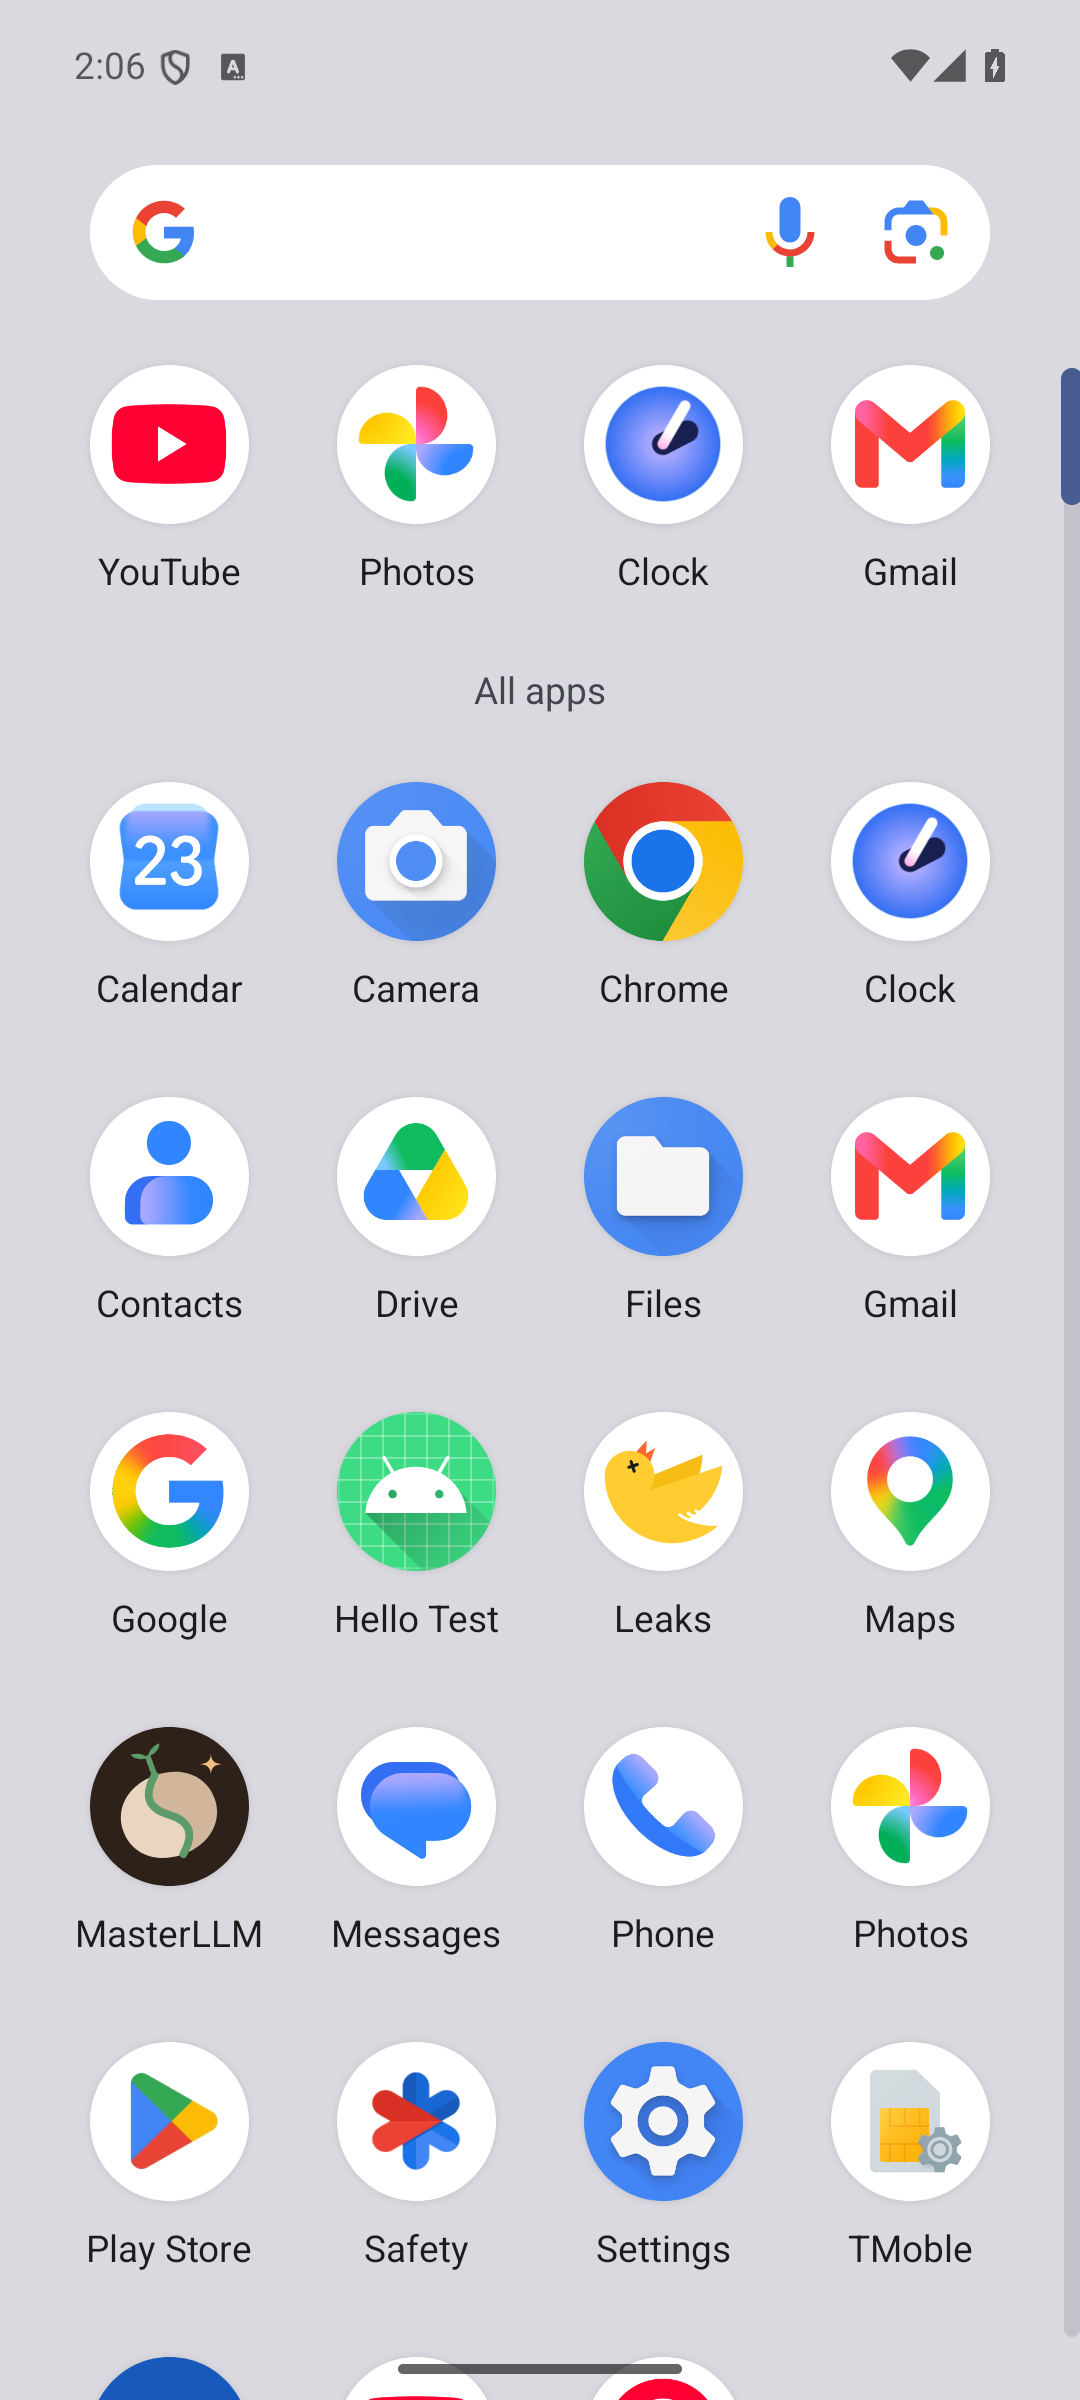 2:06
YouTube Photos Clock Gmail
All apps
23
Calendar Camera Chrome Clock
Contacts Drive Files Gmail
Google Hello Test Leaks Maps
MasterLLM Messages Phone Photos
Play Store Safety Settings TMoble